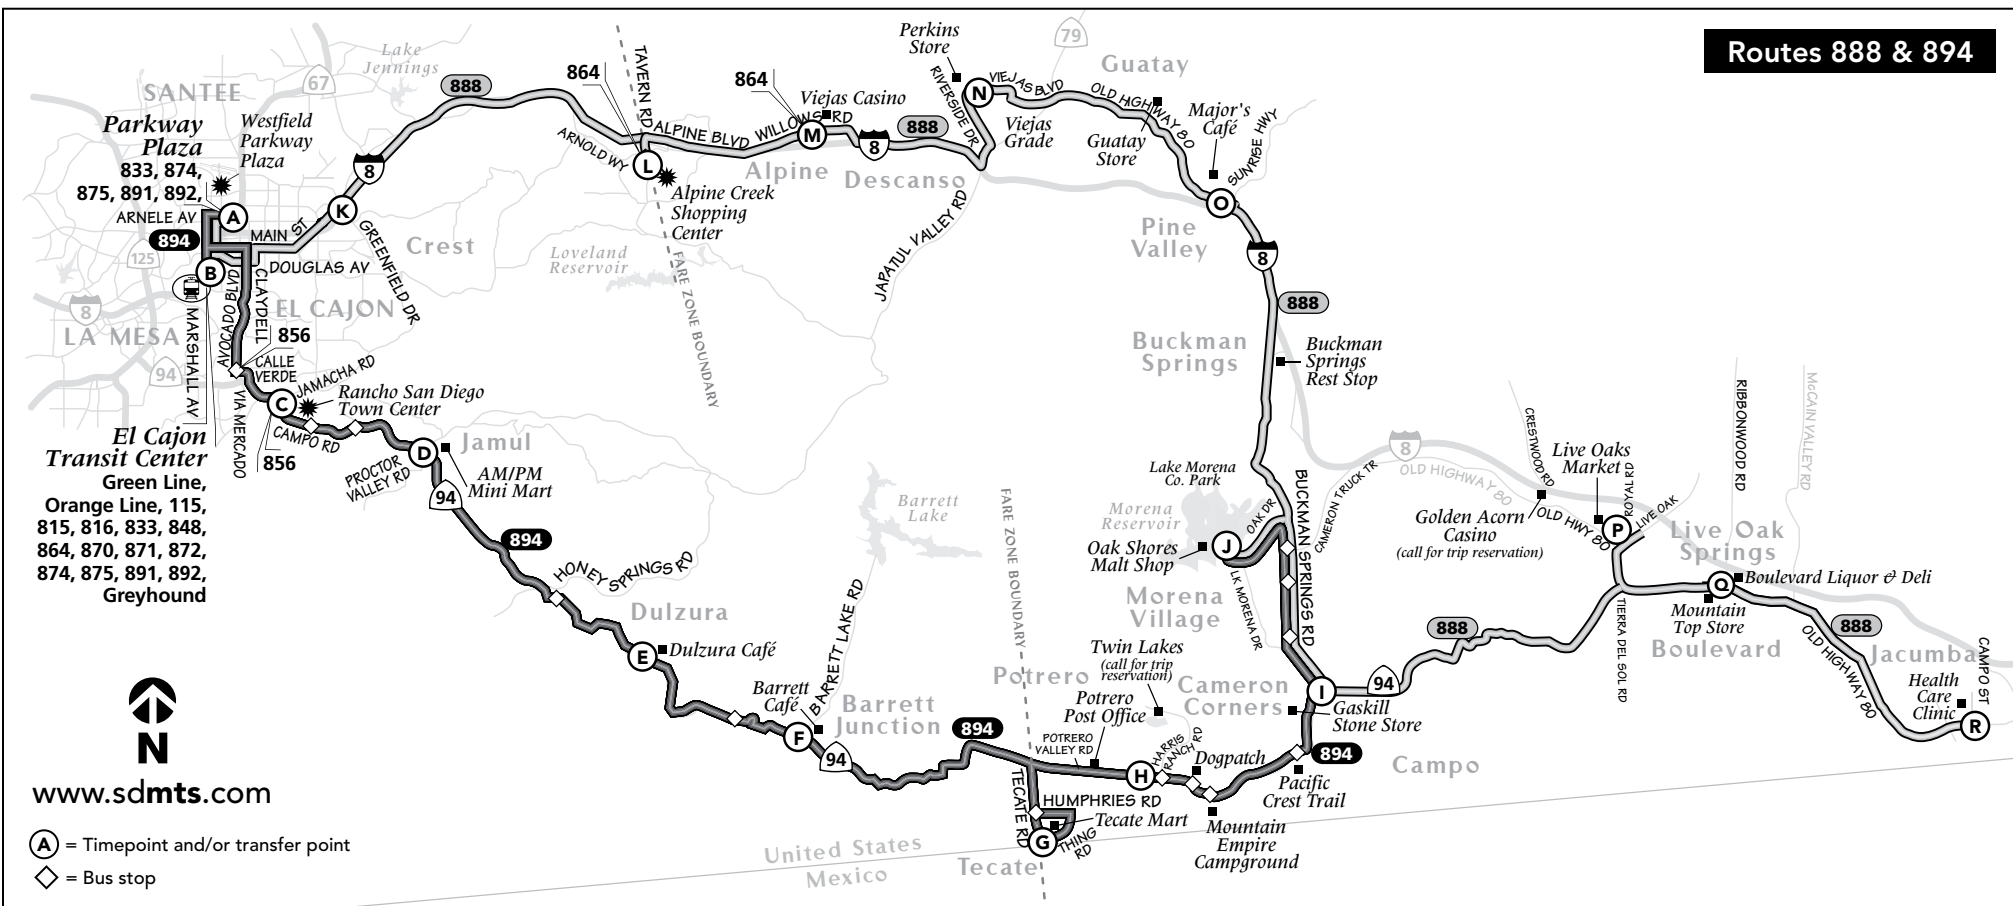 Routes 888 & 894
SANTEE
67
Lake
Jennings
888
864
TAVERN RD
864
Perkins
Store
RIVERSIDE DR
79
Guatay
Parkway
Plaza
833, 874,
875, 891, 892,
Westfield
Parkway
Plaza
ARNELE AV
A
894
MAIN ST
8
K
GREENFIELD DR
Crest
ARNOLD WY
L
ALPINE BLVD
WILLOWS RD
M
Viejas Casino
Alpine
8
888
Descanso
N
VIEJAS BLVD
Viejas
Grade
OLD HIGHWAY 80
Guatay
Store
Major's
Café
SUNRISE HWY
O
Pine
Valley
8
888
Alpine Creek
Shopping
Center
FARE ZONE BOUNDARY
Loveland
Reservoir
JAPATUL VALLEY RD
125
B
DOUGLAS AV
AVOCADO BLVD
CLAYDELL
EL CAJON
8
LA MESA
MARSHALL AV
856
94
CALLE
VERDE
JAMACHA RD
C
Rancho San Diego
Town Center
VIA MERCADO
CAMPO RD
856
El Cajon
Transit Center
Green Line,
Orange Line, 115,
815, 816, 833, 848,
864, 870, 871, 872,
874, 875, 891, 892,
Greyhound
D
Jamul
PROCTOR
VALLEY RD
AM/PM
Mini Mart
94
894
HONEY SPRINGS RD
Dulzura
E
Dulzura Café
Barrett
Café
BARRETT LAKE RD
Barrett
Lake
F
Barrett
Junction
94
894
FARE ZONE BOUNDARY
Potrero
POTRERO
VALLEY RD
Potrero
Post Office
Twin Lakes
(call for trip
reservation)
TECATE RD
HUMPHRIES RD
Tecate Mart
G
THING
RD
Tecate
United States
Mexico
H
HARRIS
RANCH RD
Dogpatch
Mountain
Empire
Campground
Pacific
Crest Trail
894
Campo
Cameron
Corners
I
Gaskill
Stone Store
94
888
Buckman
Springs
Buckman
Springs
Rest Stop
Lake Morena
Co. Park
Morena
Reservoir
Oak Shores
Malt Shop
J
OAK DR
LK MORENA DR
Morena
Village
BUCKMAN SPRINGS RD
CAMERON TRUCK TR
8
OLD HIGHWAY 80
CRESTWOOD RD
Golden Acorn
Casino
(call for trip reservation)
OLD HWY 80
Live Oaks
Market
ROYAL RD
P
LIVE OAK
RIBBONWOOD RD
McCAIN VALLEY RD
Live Oak
Springs
TIERRA DEL SOL RD
Q
Boulevard Liquor & Deli
Mountain
Top Store
Boulevard
888
OLD HIGHWAY 80
Jacumba
CAMPO ST
Health
Care
Clinic
R
N
www.sdmts.com
A = Timepoint and/or transfer point
= Bus stop